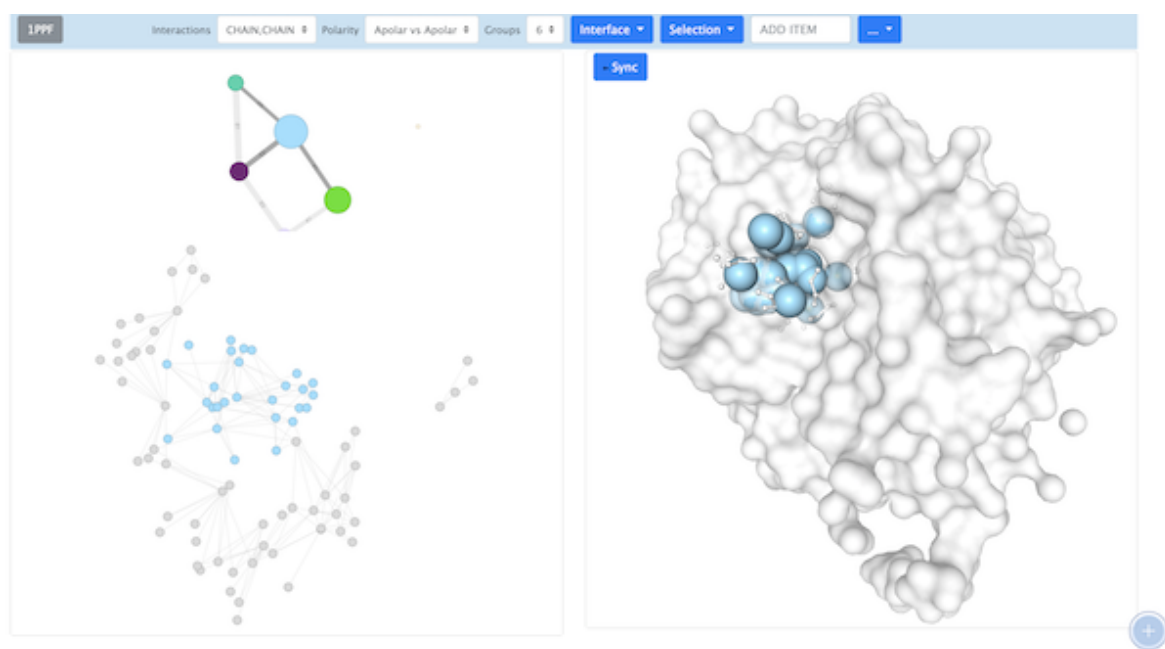 1PPF Interactions CHAIN,CHAIN Polarity Apolar vs Apolar Groups 6 Interface Selection ADD ITEM ...
Sync